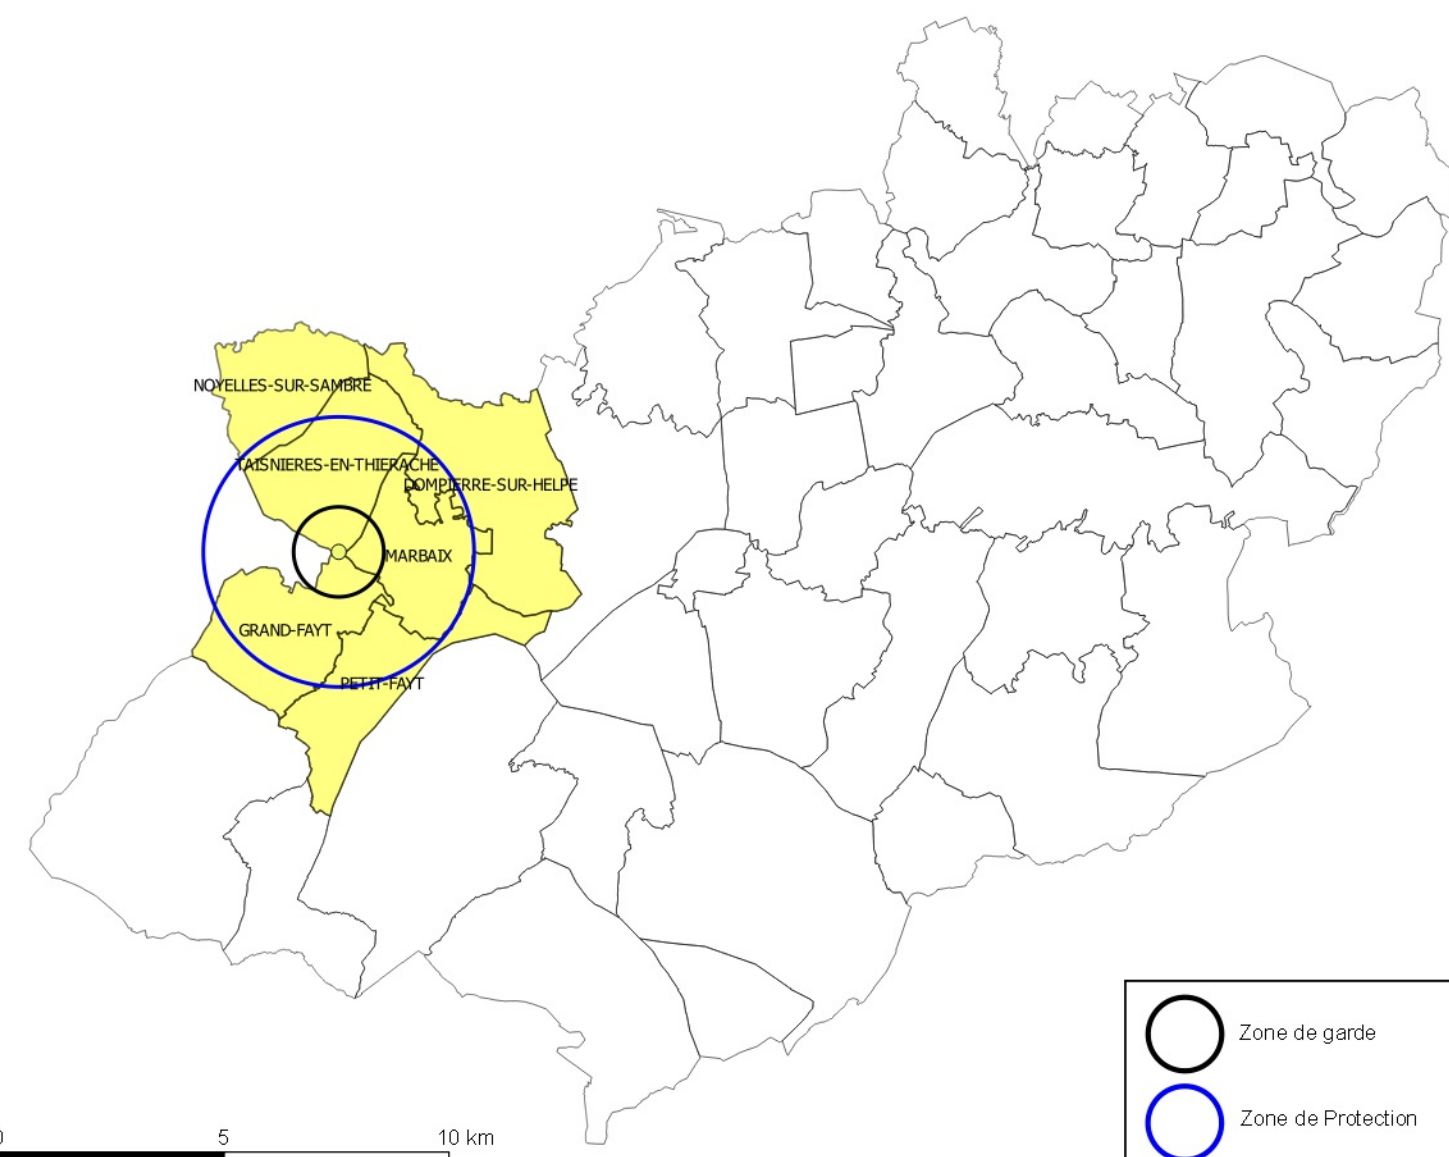 NOYELLES-SUR-SAMBRE
TAISNIERES-EN-THIERACHE
DOMPIERRE-SUR-HELPE
MARBAIX
GRAND-FAYT
PETIT-FAYT
Zone de garde
Zone de Protection
0 5 10 km